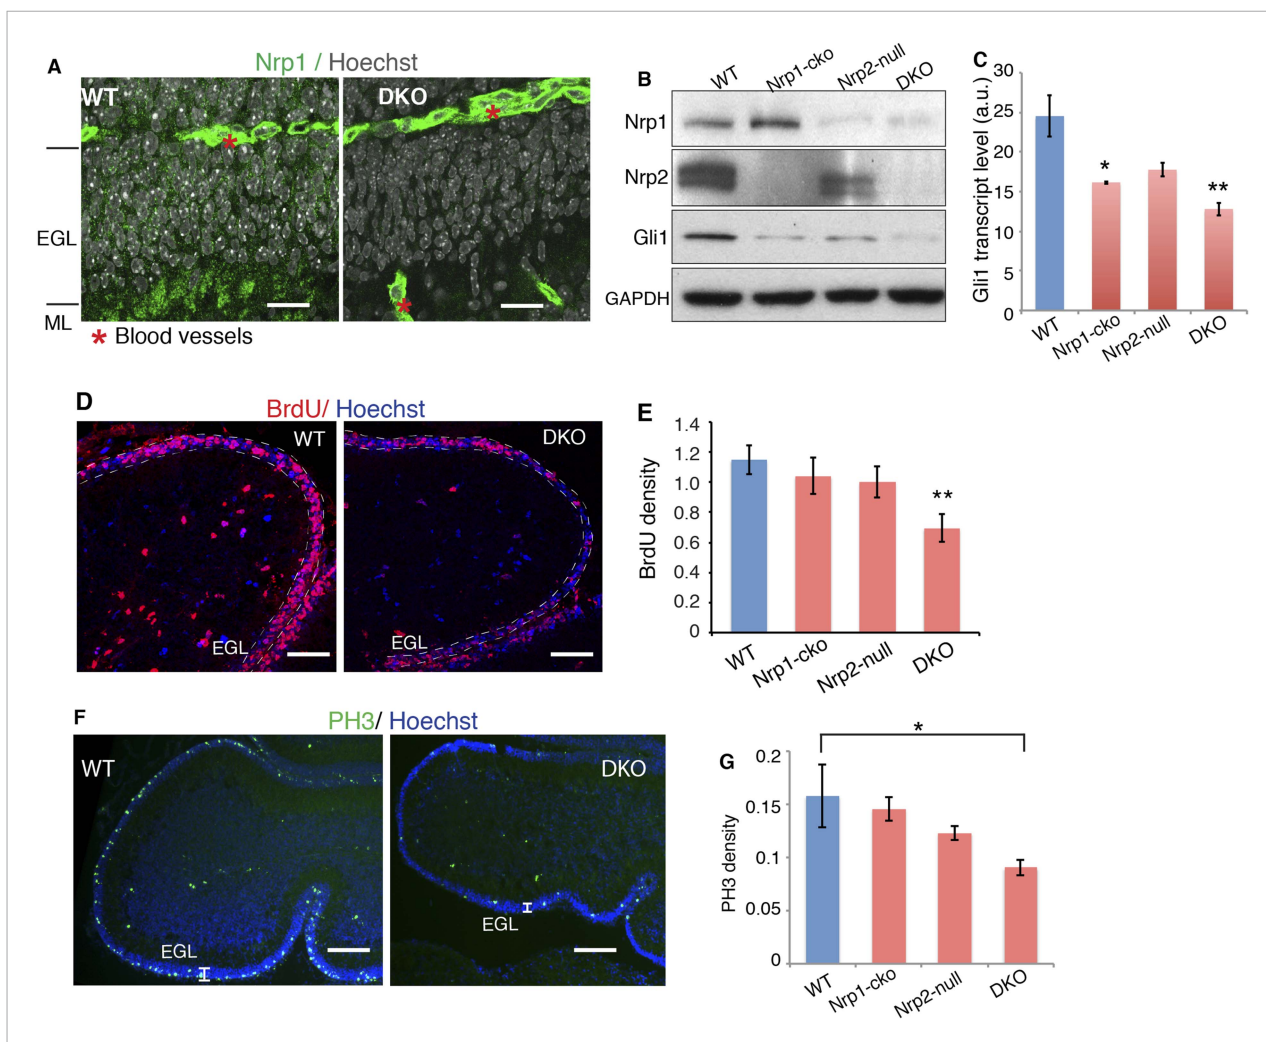 A
Nrp1 / Hoechst
WT
DKO
EGL
ML
* Blood vessels
B
WT
Nrp1-cko
Nrp2-null
DKO
Nrp1
Nrp2
Gli1
GAPDH
C
Gli1 transcript level (a.u.)
30
25
20
15
10
5
0
*
**
WT
Nrp1-cko
Nrp2-null
DKO
D
BrdU/ Hoechst
WT
EGL
DKO
EGL
E
BrdU density
1.4
1.2
1.0
0.8
0.6
0.4
0.2
0
**
WT
Nrp1-cko
Nrp2-null
DKO
F
PH3/ Hoechst
WT
EGL
DKO
EGL
G
PH3 density
0.2
0.15
0.1
0.05
0
*
WT
Nrp1-cko
Nrp2-null
DKO